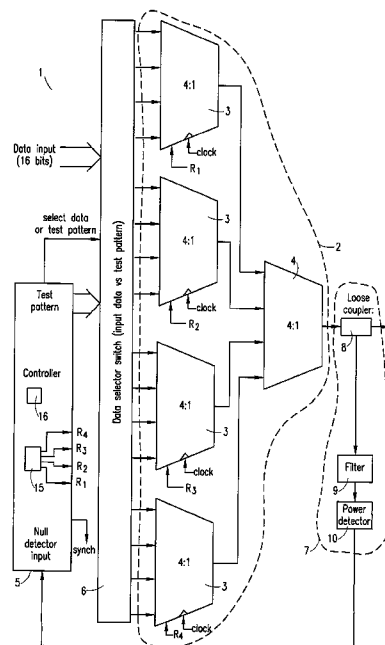 1
Data input
(16 bits)
select data
or test pattern
Test pattern
Controller
16
15
R4
R3
R2
R1
Null
detector
input
synch
5
Data selector switch (input data vs test pattern)
6
4:1
3
clock
R1
4:1
3
clock
R2
4:1
3
clock
R3
4:1
3
clock
R4
2
4
4:1
Loose
coupler:
8
Filter
9
Power
detector
10
7